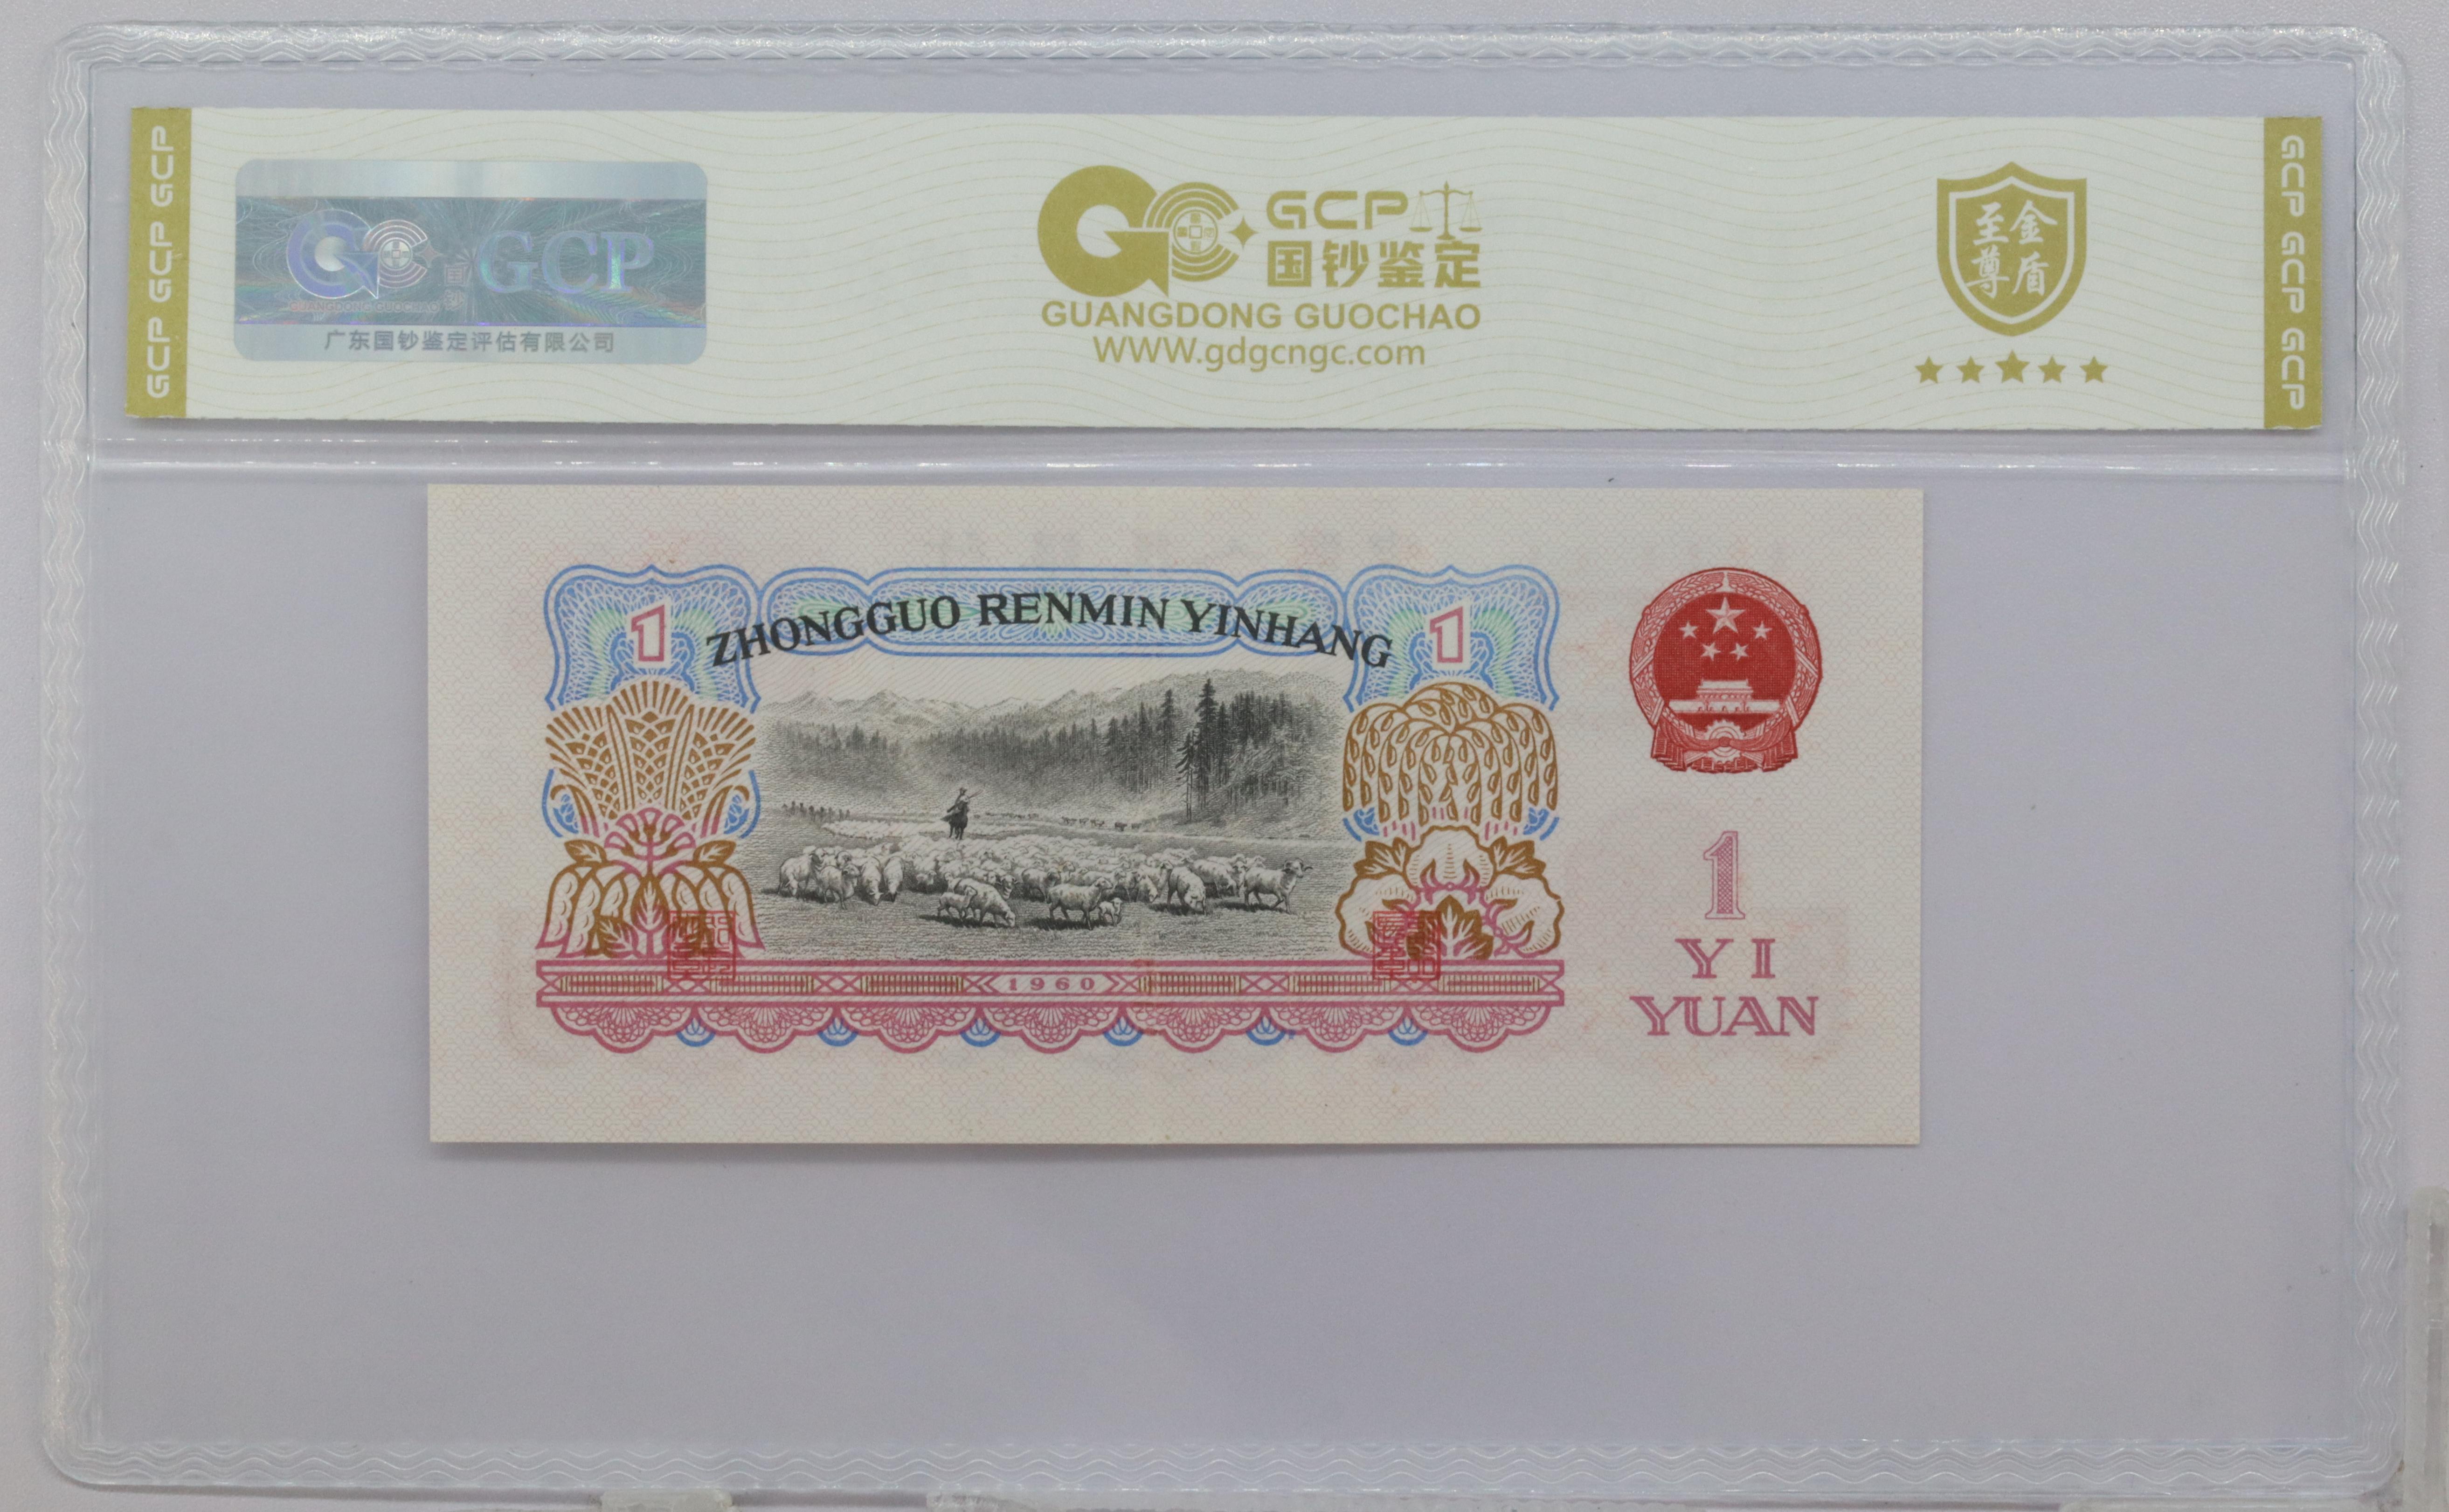 GCP GCP GCP
GCP
GUANGDONG GUOCHAO
广东国钞鉴定评估有限公司
GCP
国钞鉴定
GUANGDONG GUOCHAO
WWW.gdgcngc.com
金盾
至尊
GCP GCP GCP
ZHONGGUO RENMIN YINHANG
1
1
1
YI
YUAN
1960